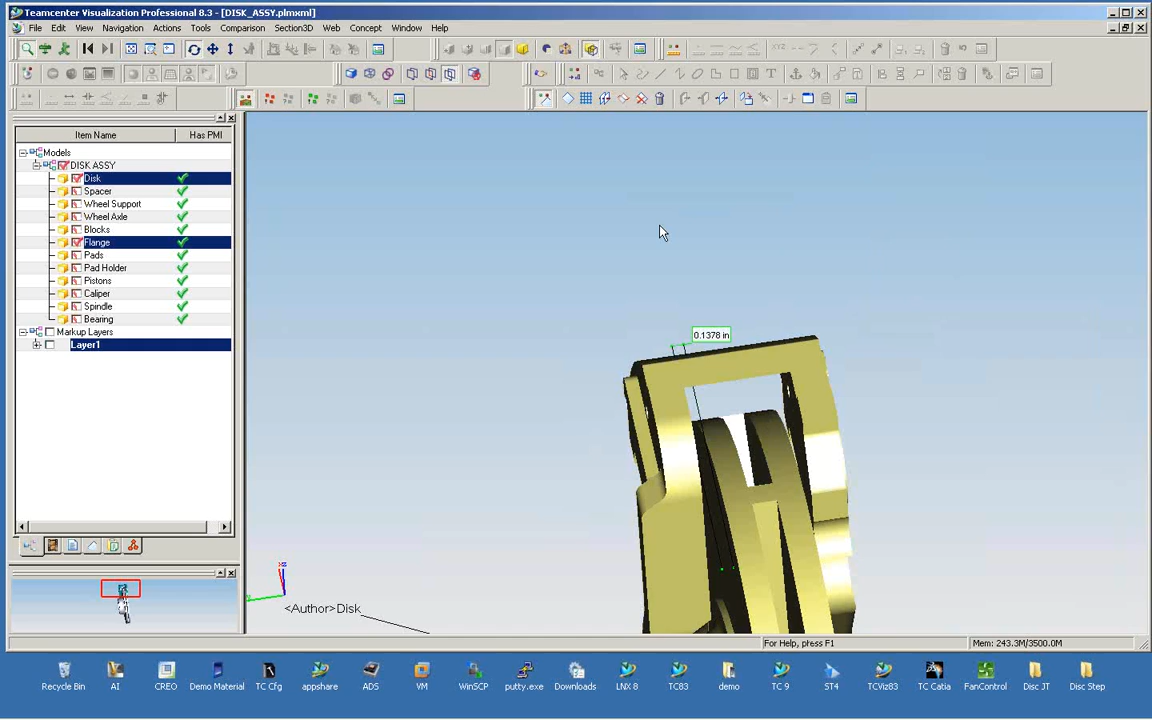 Teamcenter Visualization Professional 8.3 - [DISK_ASSY.plmxml]
File Edit View Navigation Actions Tools Comparison Section3D Web Concept Window Help
Item Name Has PMI
Models
DISK ASSY
Disk
Spacer
Wheel Support
Wheel Axle
Blocks
Flange
Pads
Pad Holder
Pistons
Caliper
Spindle
Bearing
Markup Layers
Layer1
0.1378 in
<Author>Disk
For Help, press F1
Mem: 243.3M/3500.0M
Recycle Bin AI CREO Demo Material TC Cfg appshare ADS VM WinSCP putty.exe Downloads LNX 8 TC83 demo TC 9 ST4 TCViz83 TC Catia FanControl Disc JT Disc Step